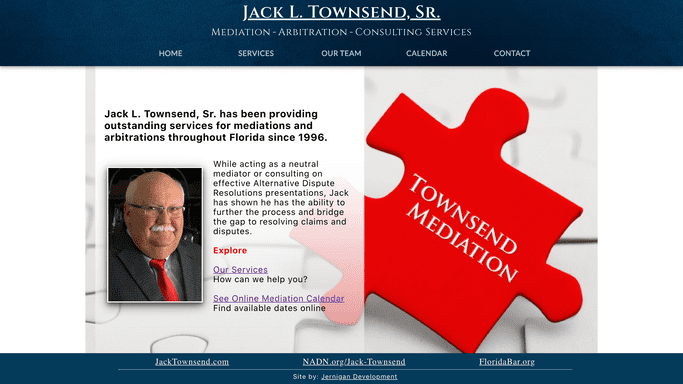 Jack L. Townsend, Sr.
Mediation - Arbitration - Consulting Services
HOME SERVICES OUR TEAM CALENDAR CONTACT
Jack L. Townsend, Sr. has been providing
outstanding services for mediations and
arbitrations throughout Florida since 1996.
While acting as a neutral
mediator or consulting on
effective Alternative Dispute
Resolutions presentations, Jack
has shown he has the ability to
further the process and bridge
the gap to resolving claims and
disputes.
Explore
Our Services
How can we help you?
See Online Mediation Calendar
Find available dates online
Townsend
Mediation
JackTownsend.com NADN.org/Jack-Townsend FloridaBar.org
Site by: Jernigan Development